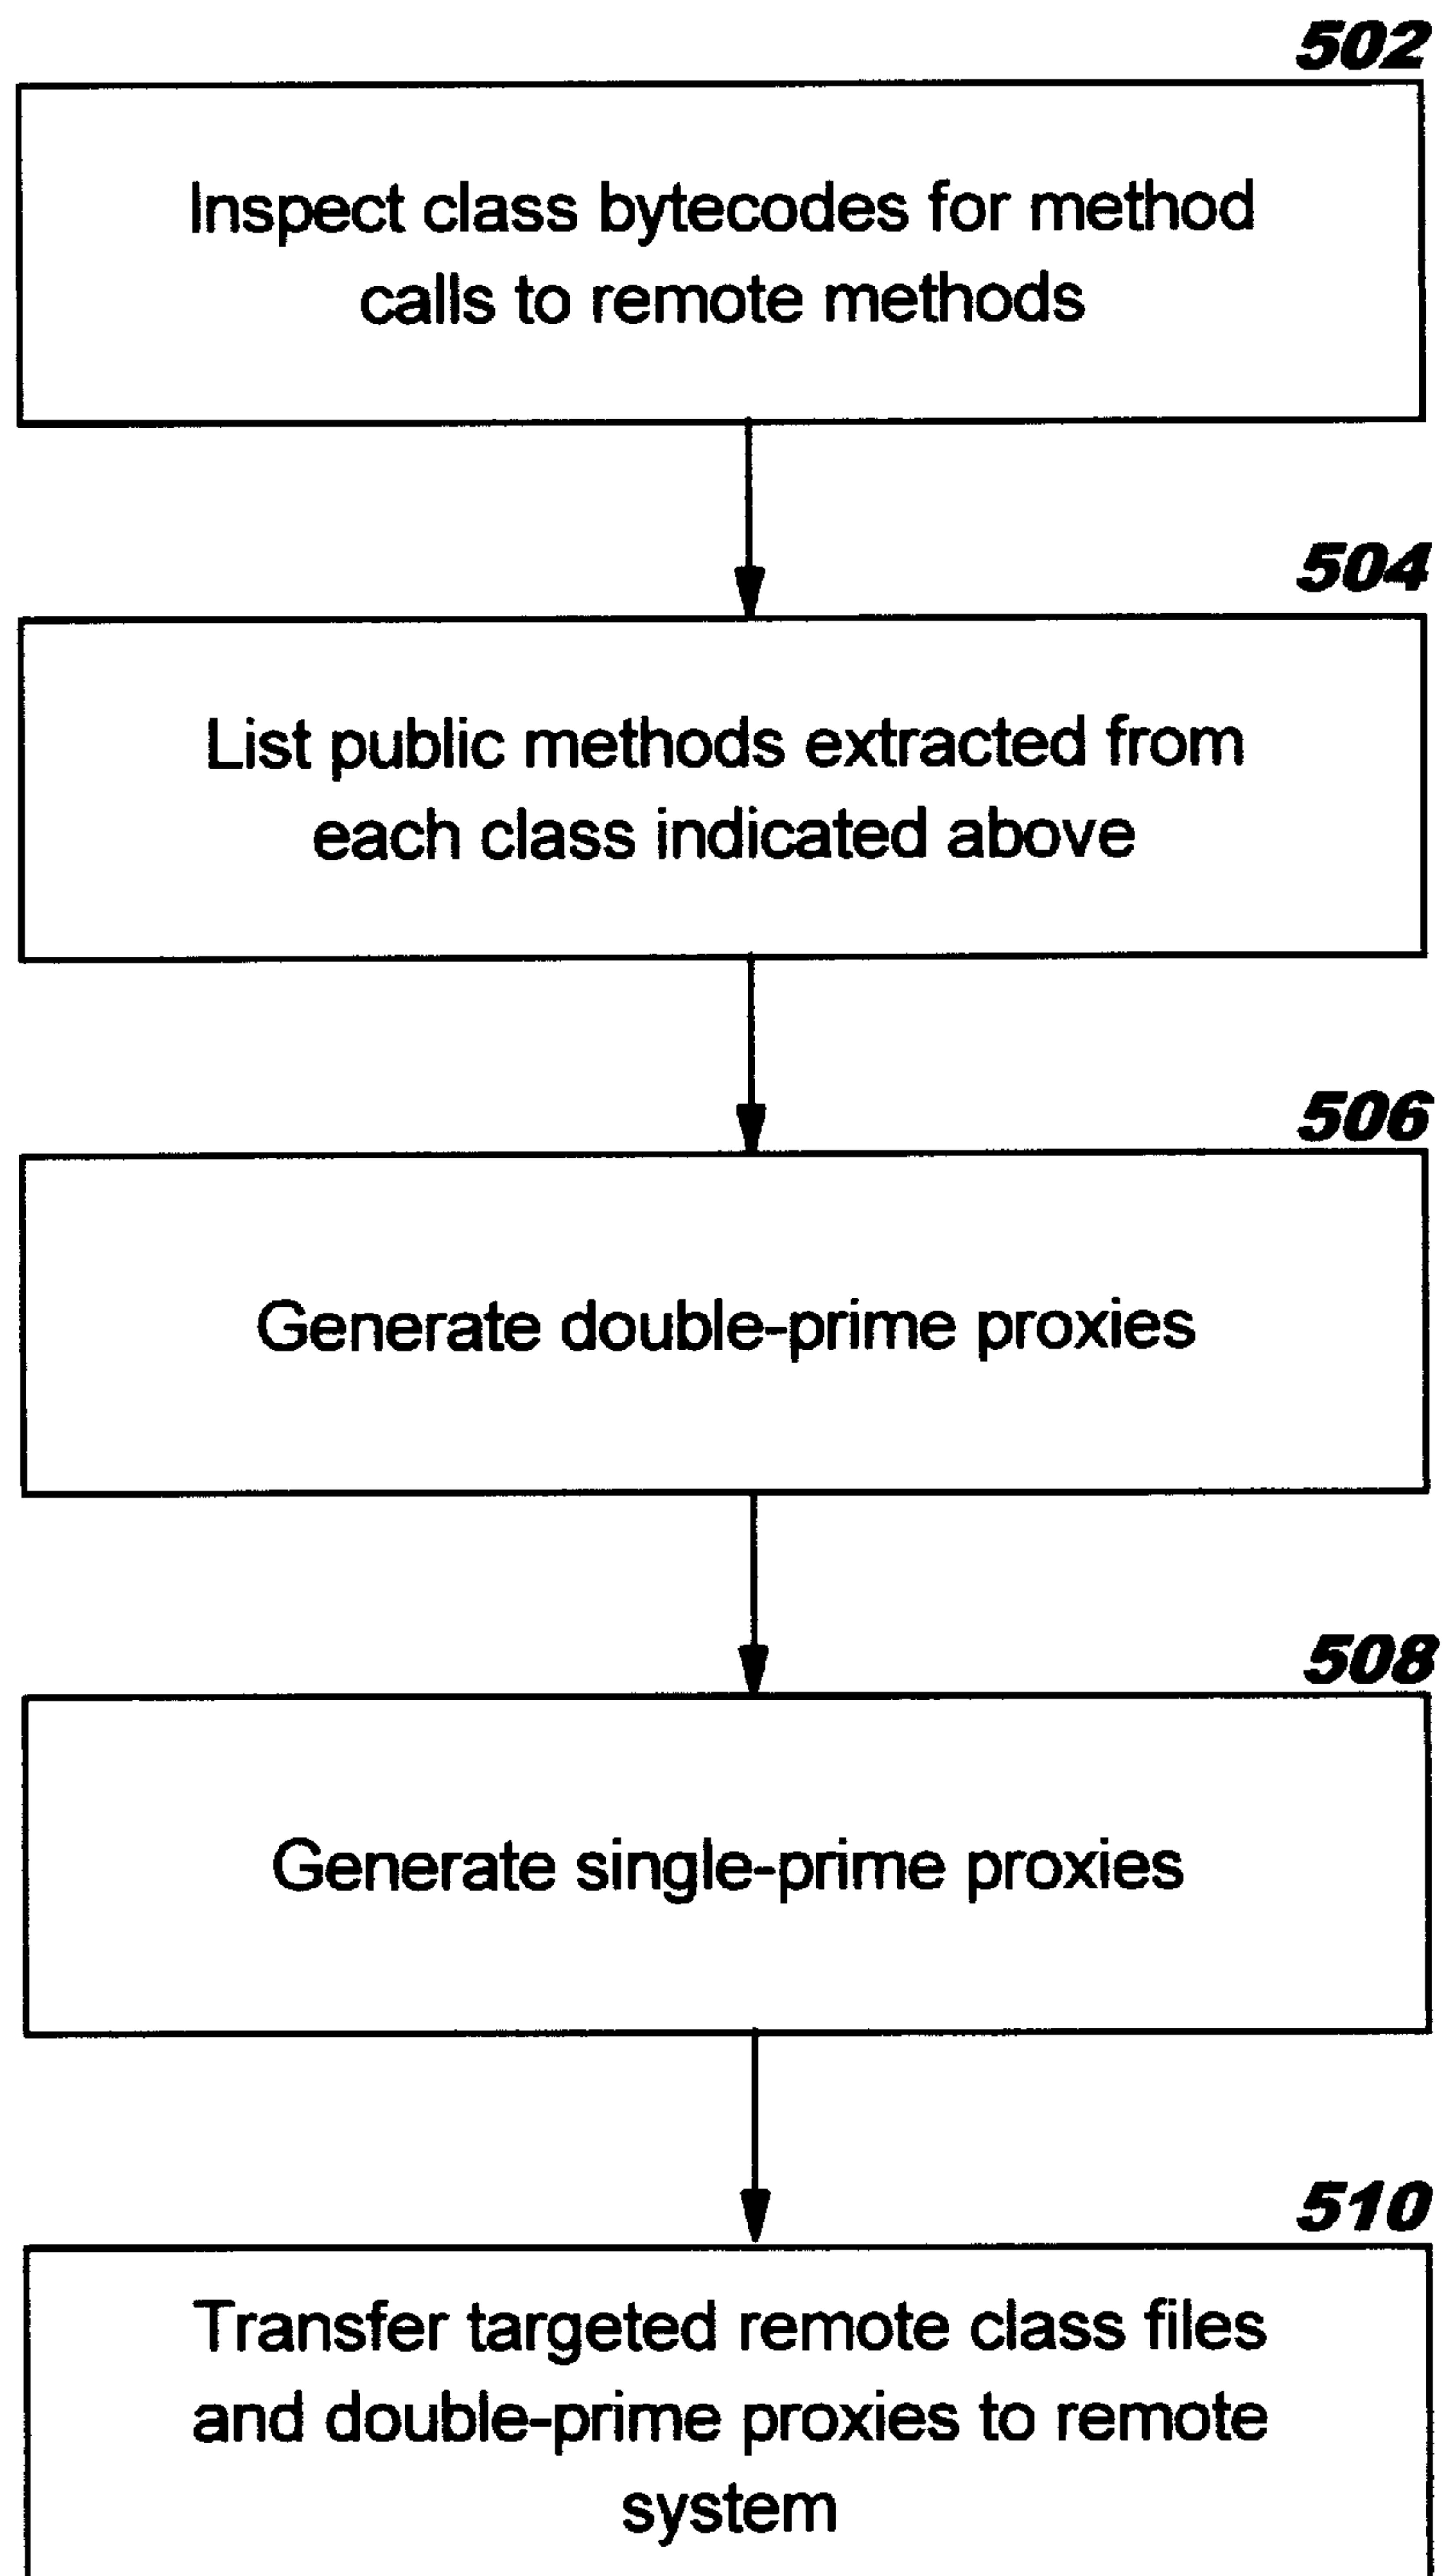 502
Inspect class bytecodes for method
calls to remote methods
504
List public methods extracted from
each class indicated above
506
Generate double-prime proxies
508
Generate single-prime proxies
510
Transfer targeted remote class files
and double-prime proxies to remote
system